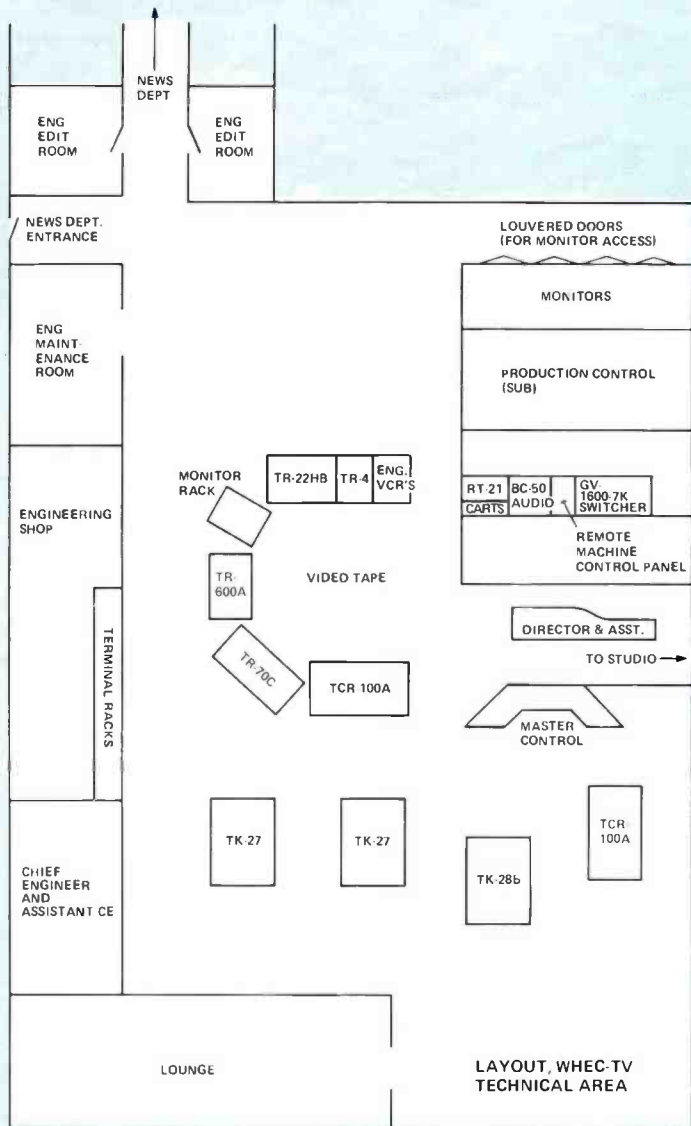 NEWS
DEPT
ENG
EDIT
ROOM
ENG
EDIT
ROOM
NEWS DEPT.
ENTRANCE
LOUVERED DOORS
(FOR MONITOR ACCESS)
MONITORS
ENG
MAINT-
ENANCE
ROOM
PRODUCTION CONTROL
(SUB)
MONITOR
RACK
TR-22HB
TR-4
ENG.
VCR'S
RT-21
CARTS
BC-50
AUDIO
GV-
1600-7K
SWITCHER
REMOTE
MACHINE
CONTROL PANEL
ENGINEERING
SHOP
TR-
600A
VIDEO TAPE
TERMINAL RACKS
TR-70C
TCR 100A
DIRECTOR & ASST.
TO STUDIO
MASTER
CONTROL
TK-27
TK-27
TK-28b
TCR-
100A
CHIEF
ENGINEER
AND
ASSISTANT CE
LOUNGE
LAYOUT, WHEC-TV
TECHNICAL AREA